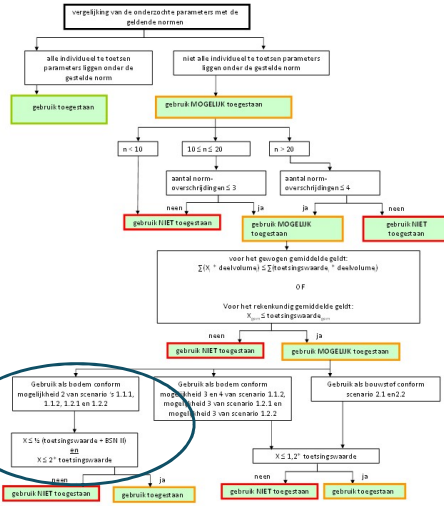 vergelijking van de onderzochte parameters met de
geldende normen
alle individueel te toetsen
parameters liggen onder de
gestelde norm
niet alle individueel te toetsen parameters
liggen onder de gestelde norm
gebruik toegestaan
gebruik MOGELIJK toegestaan
n < 10
10 ≤ n ≤ 20
n > 20
aantal norm-
overschrijdingen ≤ 3
aantal norm-
overschrijdingen ≤ 4
neen
ja
ja
neen
gebruik NIET toegestaan
gebruik MOGELIJK
toegestaan
gebruik NIET
toegestaan
voor het gewogen gemiddelde geldt:
∑(Xi * deelvolumei) ≤ ∑(toetsingswaardei * deelvolumei)
OF
Voor het rekenkundig gemiddelde geldt:
Xgem ≤ toetsingswaardegem
neen
ja
gebruik NIET toegestaan
gebruik MOGELIJK toegestaan
Gebruik als bodem conform
mogelijkheid 2 van scenario 's 1.1.1,
1.1.2, 1.2.1 en 1.2.2
Gebruik als bodem conform
mogelijkheid 3 en 4 van scenario 1.1.2,
mogelijkheid 3 van scenario 1.2.1 en
mogelijkheid 3 van scenario 1.2.2
Gebruik als bouwstof conform
scenario 2.1 en 2.2
X ≤ ½ (toetsingswaarde + BSN II)
en
X ≤ 2* toetsingswaarde
X ≤ 1,2* toetsingswaarde
neen
ja
neen
ja
gebruik NIET toegestaan
gebruik toegestaan
gebruik NIET toegestaan
gebruik toegestaan